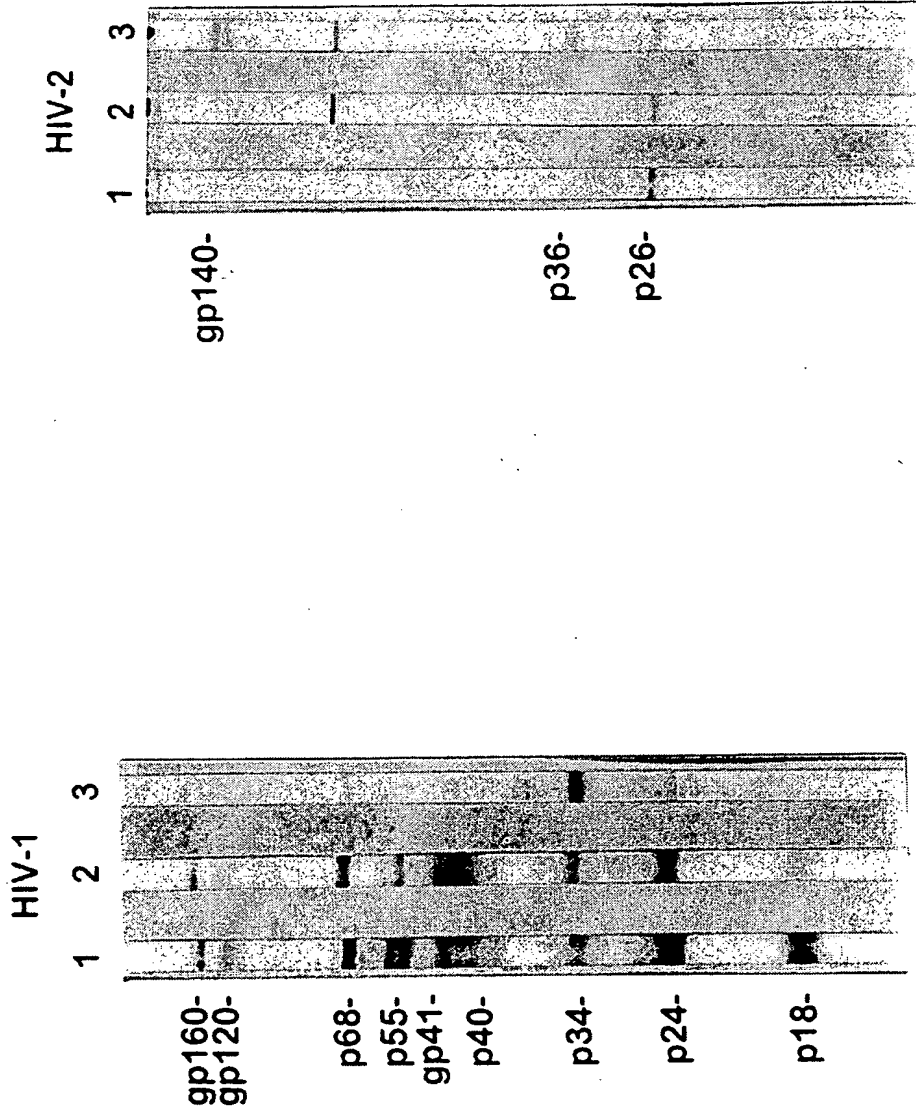 HIV-1
1 2 3
gp160-
gp120-
p68-
p55-
gp41-
p40-
p34-
p24-
p18-
HIV-2
1 2 3
gp140-
p36-
p26-